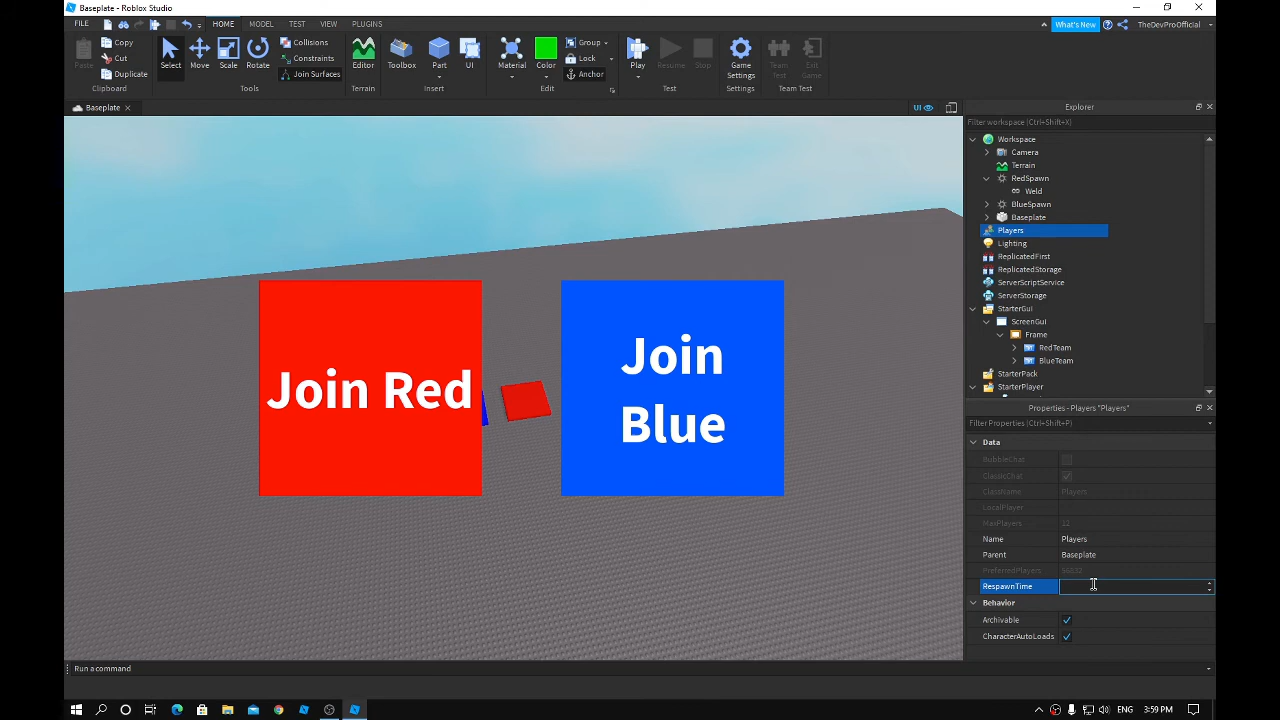 Baseplate - Roblox Studio
FILE HOME MODEL TEST VIEW PLUGINS What's New TheDevProOfficial
Paste Copy Cut Duplicate Select Move Scale Rotate Collisions Constraints Join Surfaces Editor Toolbox Part UI Material Color Group Lock Anchor Play Resume Stop Game Settings Team Test Exit Game
Clipboard Tools Terrain Insert Edit Test Settings Team Test
Baseplate UI
Explorer
Filter workspace (Ctrl+Shift+X)
Workspace
Camera
Terrain
RedSpawn
Weld
BlueSpawn
Baseplate
Players
Lighting
ReplicatedFirst
ReplicatedStorage
ServerScriptService
ServerStorage
StarterGui
ScreenGui
Frame
RedTeam
BlueTeam
StarterPack
StarterPlayer
Join Red
Join
Blue
Properties - Players "Players"
Filter Properties (Ctrl+Shift+P)
Data
BubbleChat
ClassicChat
ClassName Players
LocalPlayer
MaxPlayers 12
Name Players
Parent Baseplate
PreferredPlayers
RespawnTime
Behavior
Archivable
CharacterAutoLoads
Run a command
ENG 3:59 PM